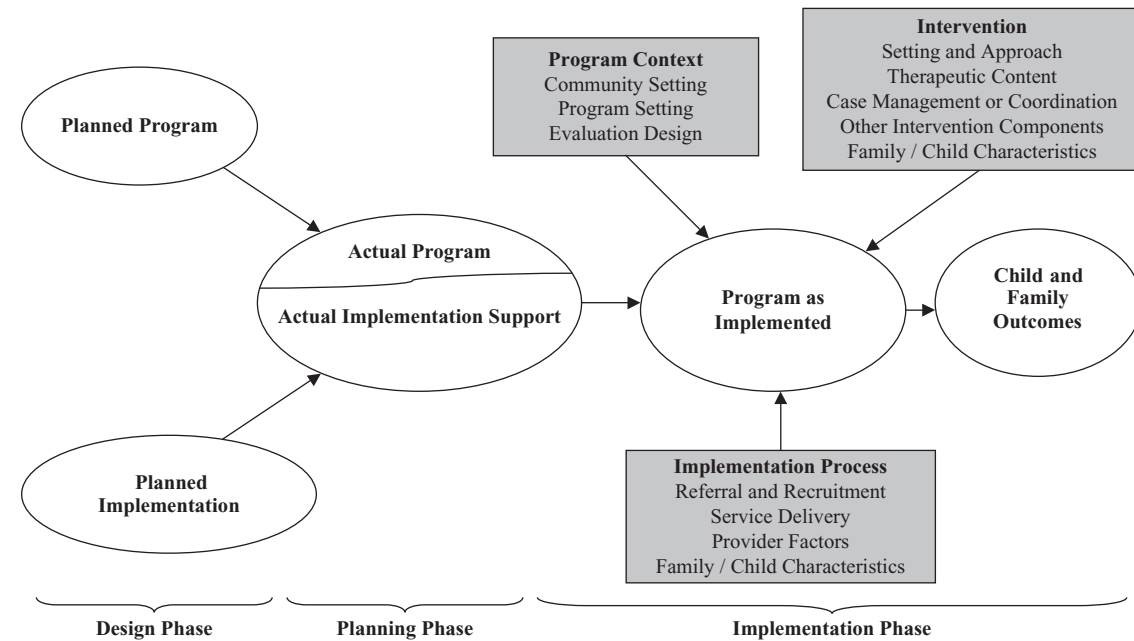 Planned Program
Program Context
Community Setting
Program Setting
Evaluation Design
Intervention
Setting and Approach
Therapeutic Content
Case Management or Coordination
Other Intervention Components
Family / Child Characteristics
Actual Program
Actual Implementation Support
Program as
Implemented
Child and
Family
Outcomes
Planned
Implementation
Implementation Process
Referral and Recruitment
Service Delivery
Provider Factors
Family / Child Characteristics
Design Phase
Planning Phase
Implementation Phase